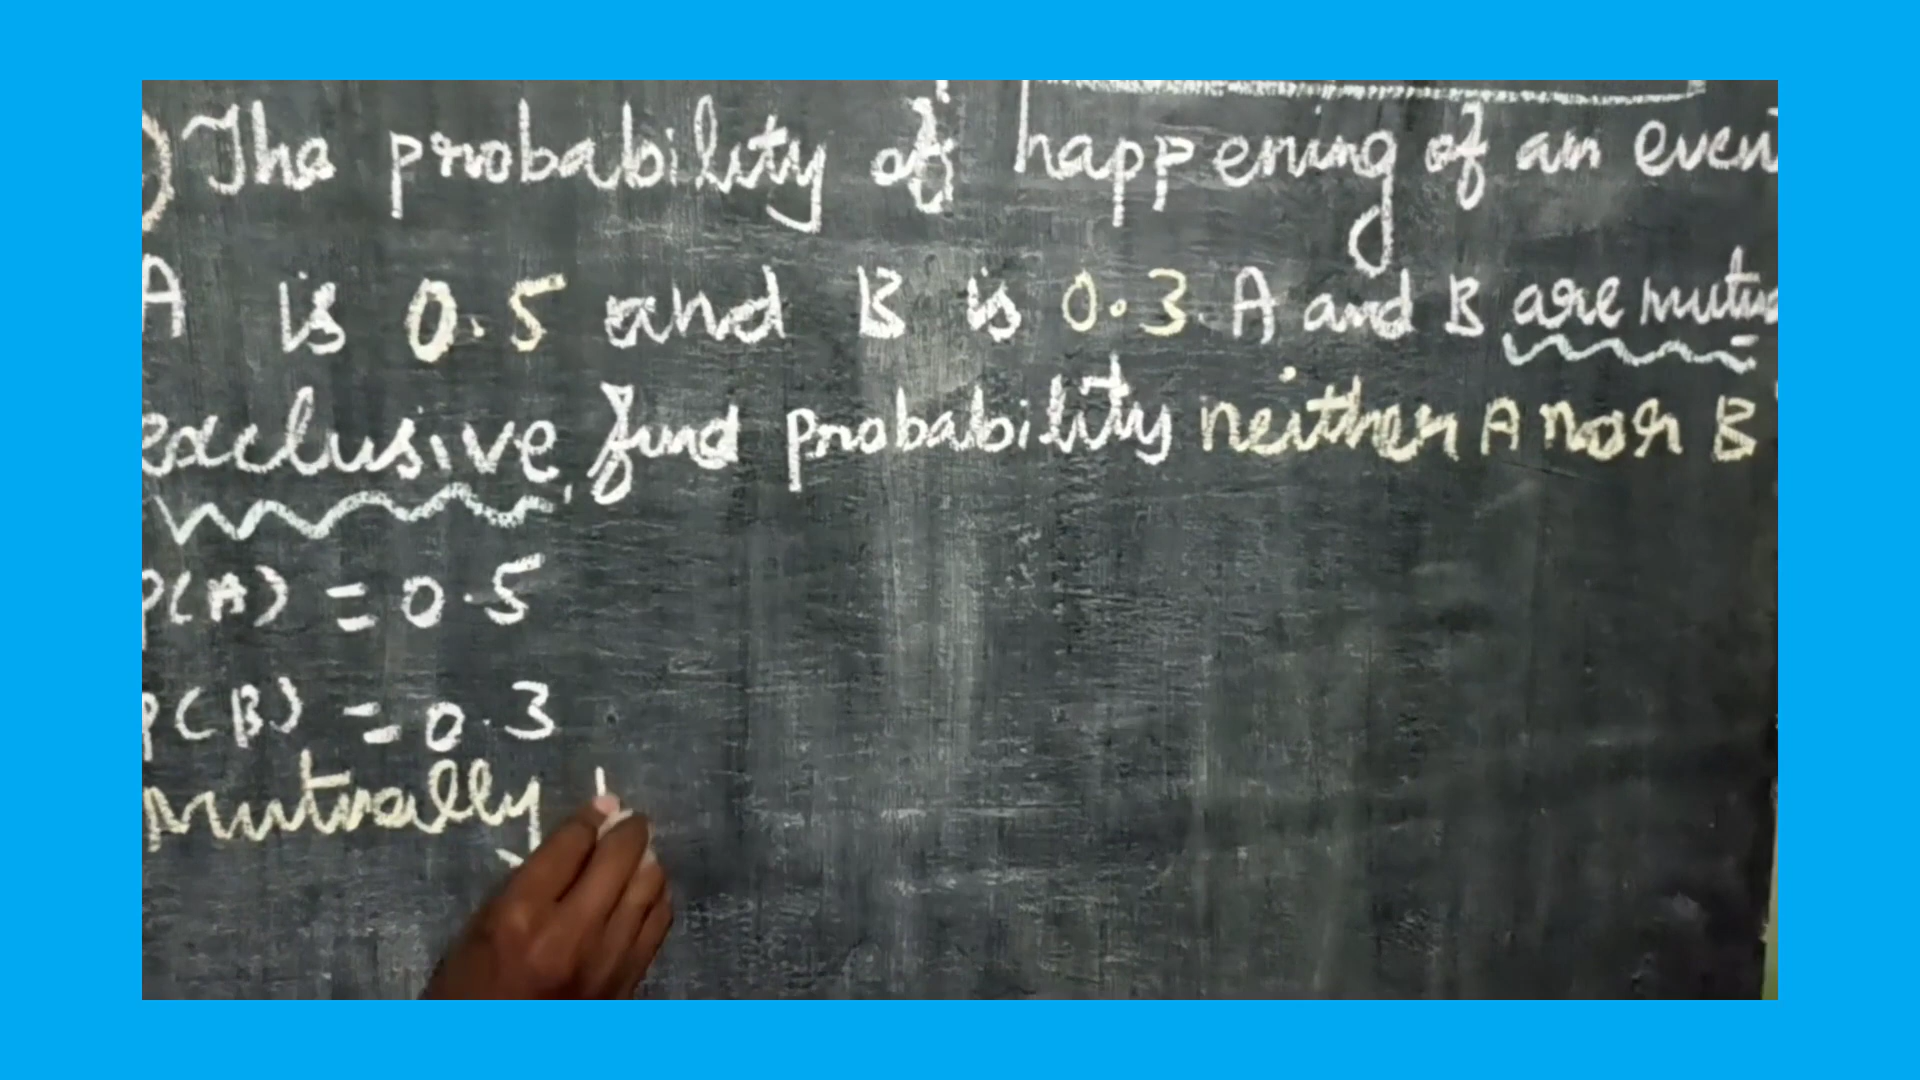 The probability of happening of an even
A is 0.5 and B is 0.3. A and B are mutu
exclusive, find probability neither A nor B
P(A) = 0.5
P(B) = 0.3
mutually